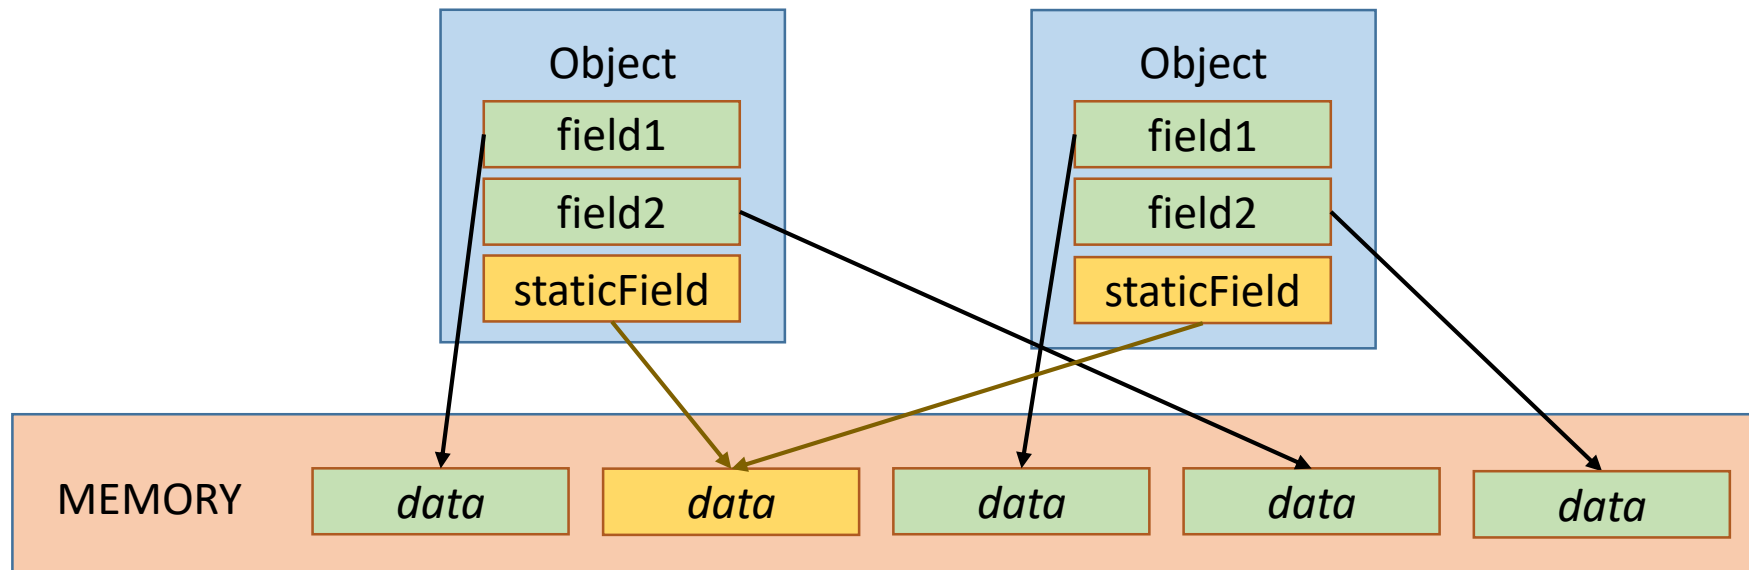 Object
field1
field2
staticField
Object
field1
field2
staticField
MEMORY
data
data
data
data
data